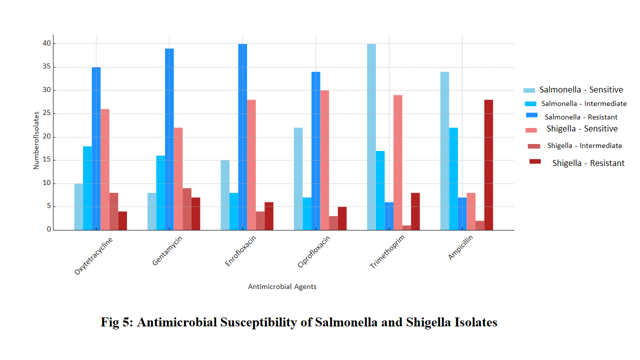 40
35
30
25
20
15
10
5
0
Numberofisolates
Oxytetracycline
Gentamycin
Enrofloxacin
Ciprofloxacin
Trimethoprim
Ampicillin
Antimicrobial Agents
Salmonella - Sensitive
Salmonella - Intermediate
Salmonella - Resistant
Shigella - Sensitive
Shigella - Intermediate
Shigella - Resistant
Fig 5: Antimicrobial Susceptibility of Salmonella and Shigella Isolates